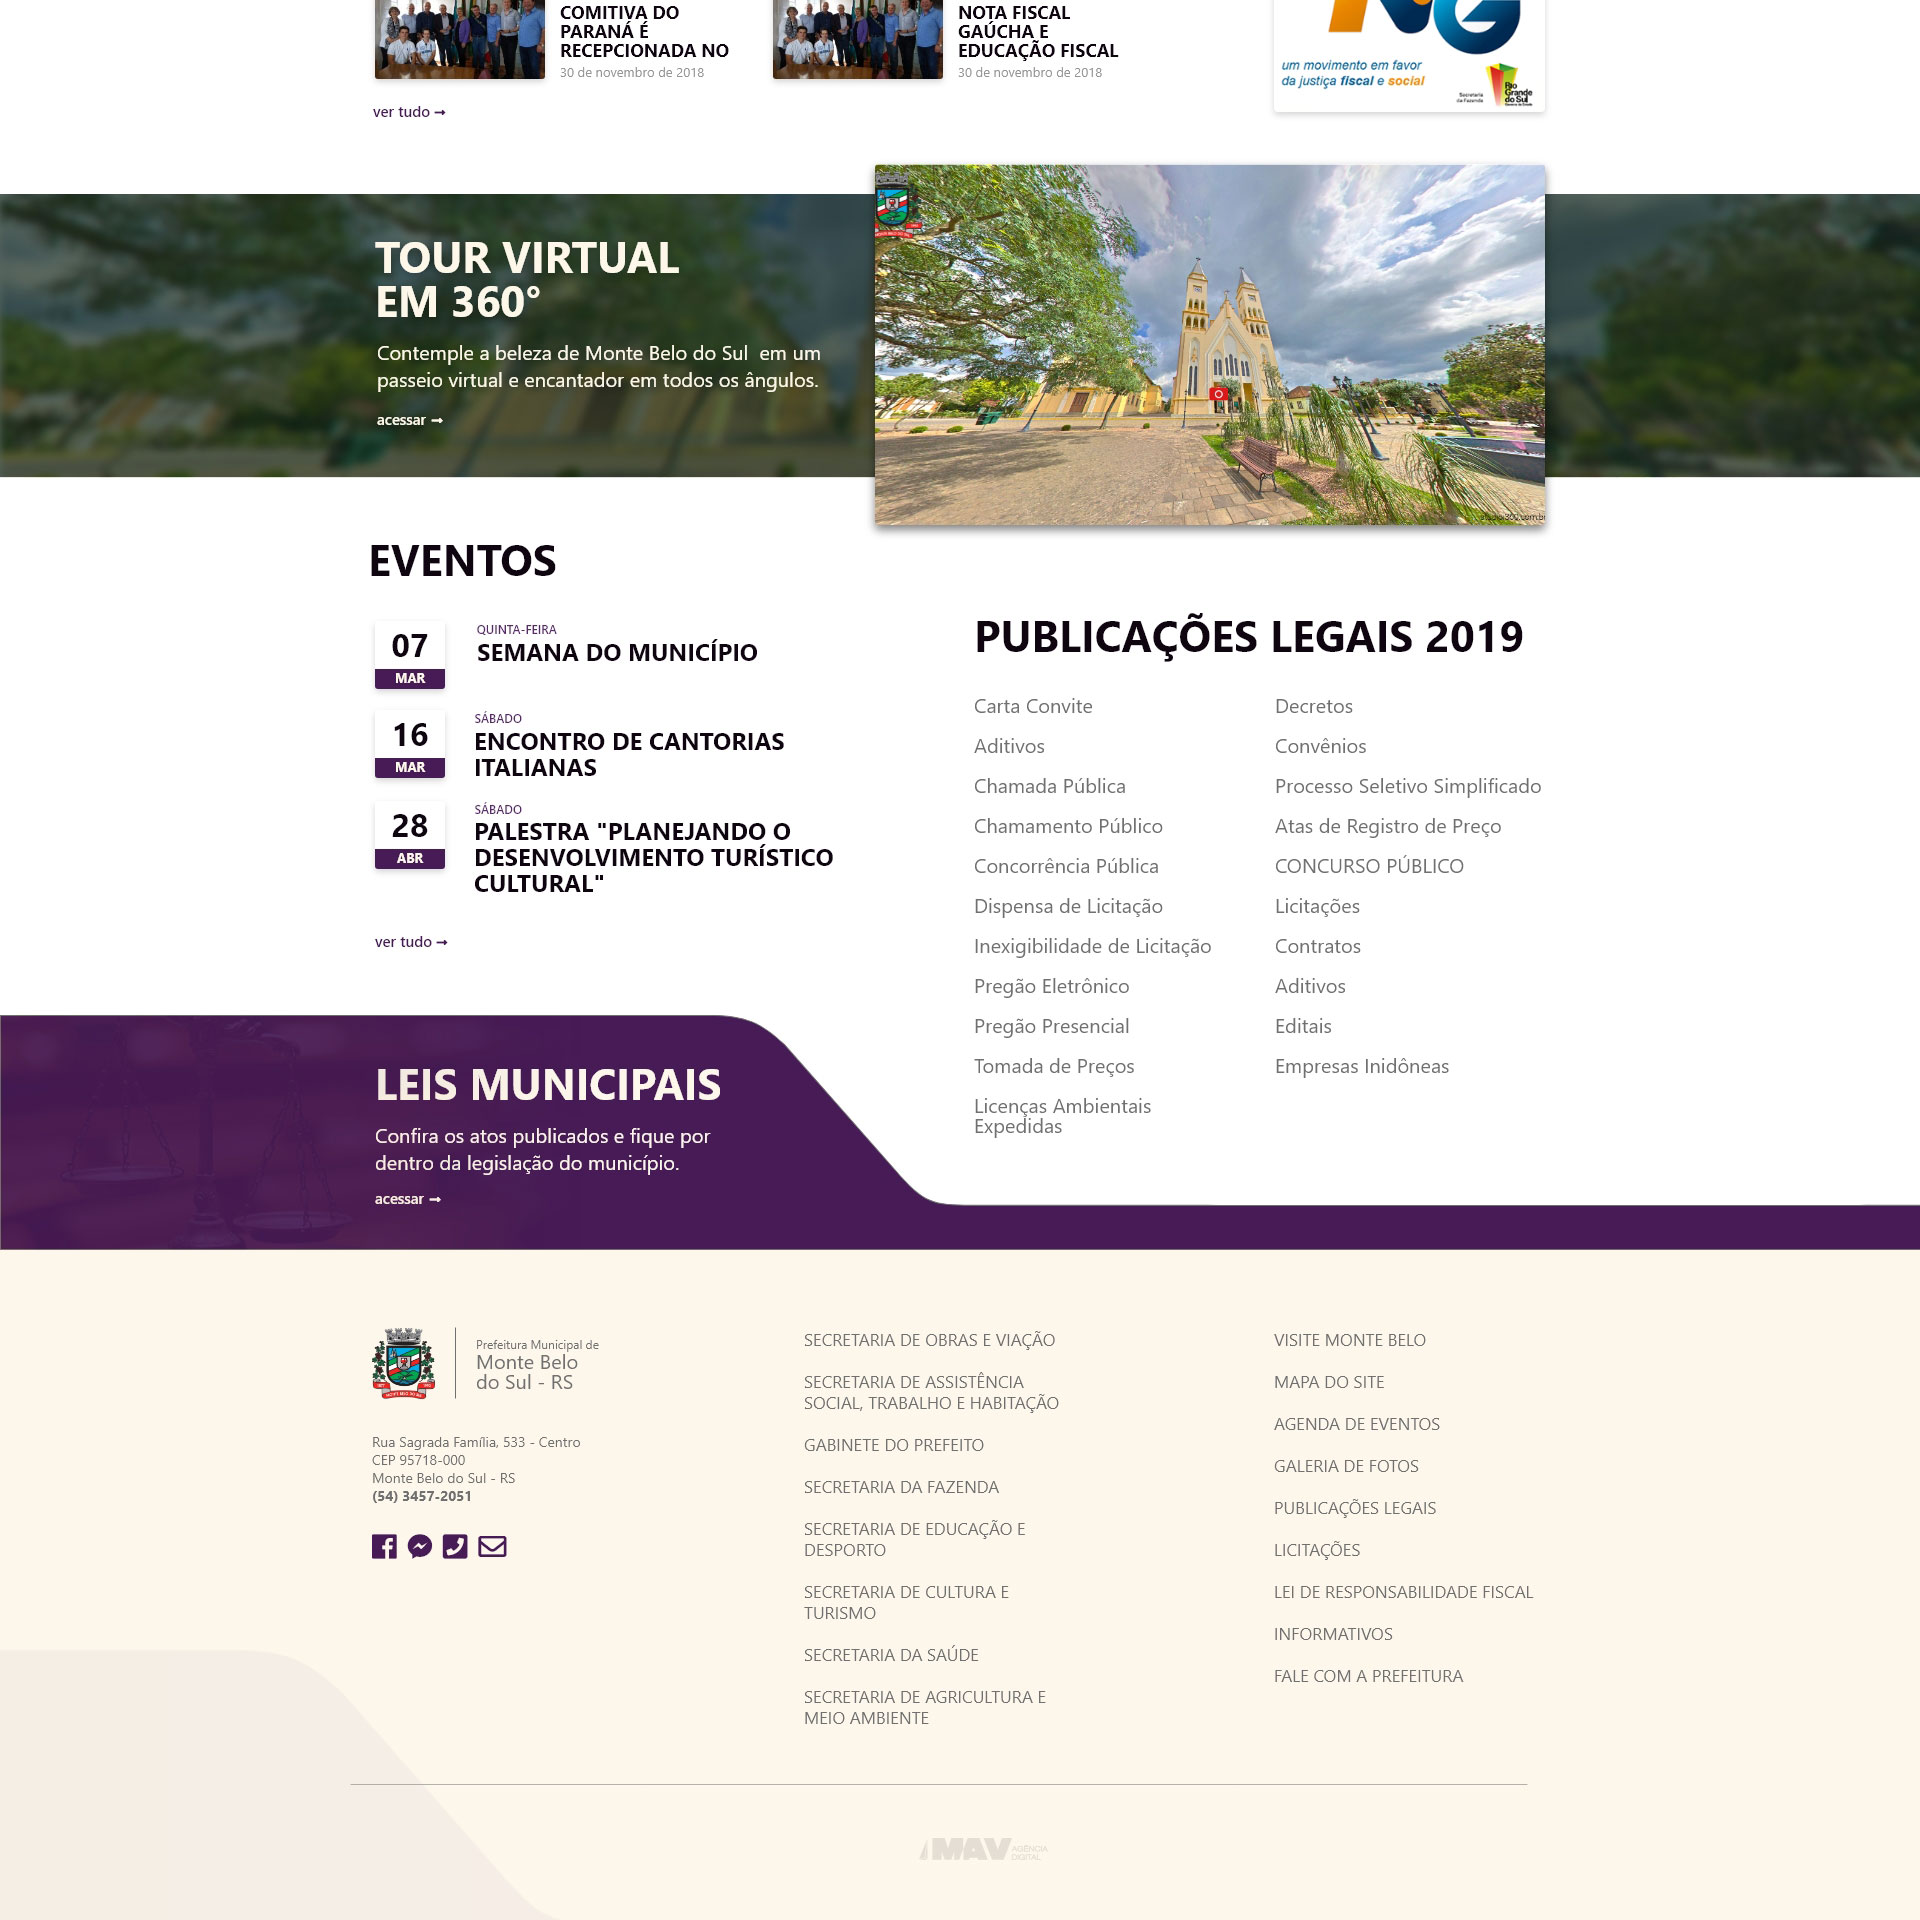 COMITIVA DO
PARANÁ É
RECEPCIONADA NO
30 de novembro de 2018
NOTA FISCAL
GAÚCHA E
EDUCAÇÃO FISCAL
30 de novembro de 2018
NG
um movimento em favor
da justiça fiscal e social
Secretaria
da Fazenda
Rio
Grande
do Sul
ver tudo ➞
TOUR VIRTUAL
EM 360°
Contemple a beleza de Monte Belo do Sul em um
passeio virtual e encantador em todos os ângulos.
acessar ➞
EVENTOS
07
MAR
QUINTA-FEIRA
SEMANA DO MUNICÍPIO
16
MAR
SÁBADO
ENCONTRO DE CANTORIAS
ITALIANAS
28
ABR
SÁBADO
PALESTRA "PLANEJANDO O
DESENVOLVIMENTO TURÍSTICO
CULTURAL"
ver tudo ➞
PUBLICAÇÕES LEGAIS 2019
Carta Convite
Aditivos
Chamada Pública
Chamamento Público
Concorrência Pública
Dispensa de Licitação
Inexigibilidade de Licitação
Pregão Eletrônico
Pregão Presencial
Tomada de Preços
Licenças Ambientais
Expedidas
Decretos
Convênios
Processo Seletivo Simplificado
Atas de Registro de Preço
CONCURSO PÚBLICO
Licitações
Contratos
Aditivos
Editais
Empresas Inidôneas
LEIS MUNICIPAIS
Confira os atos publicados e fique por
dentro da legislação do município.
acessar ➞
Prefeitura Municipal de
Monte Belo
do Sul - RS
Rua Sagrada Família, 533 - Centro
CEP 95718-000
Monte Belo do Sul - RS
(54) 3457-2051
SECRETARIA DE OBRAS E VIAÇÃO
SECRETARIA DE ASSISTÊNCIA
SOCIAL, TRABALHO E HABITAÇÃO
GABINETE DO PREFEITO
SECRETARIA DA FAZENDA
SECRETARIA DE EDUCAÇÃO E
DESPORTO
SECRETARIA DE CULTURA E
TURISMO
SECRETARIA DA SAÚDE
SECRETARIA DE AGRICULTURA E
MEIO AMBIENTE
VISITE MONTE BELO
MAPA DO SITE
AGENDA DE EVENTOS
GALERIA DE FOTOS
PUBLICAÇÕES LEGAIS
LICITAÇÕES
LEI DE RESPONSABILIDADE FISCAL
INFORMATIVOS
FALE COM A PREFEITURA
MAV AGÊNCIA
DIGITAL